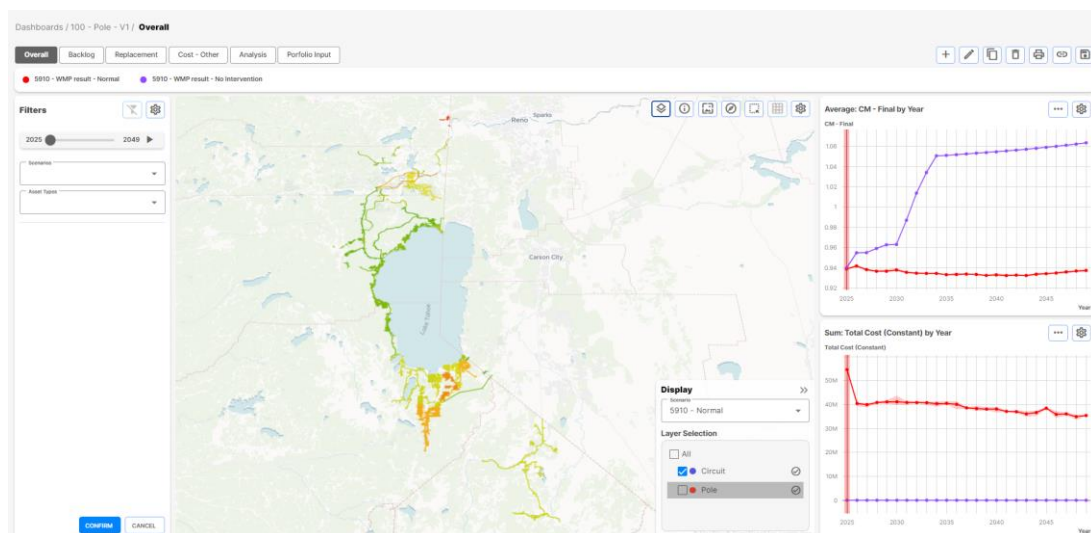 Dashboards / 100 - Pole - V1 / Overall
Overall Backlog Replacement Cost - Other Analysis Porfolio Input
5910 - WMP result - Normal 5910 - WMP result - No Intervention
Filters
2025 2049
Scenarios
Asset Types
CONFIRM CANCEL
Reno
Sparks
Carson City
Lake Tahoe
Display
Scenario
5910 - Normal
Layer Selection
All
Circuit
Pole
Average: CM - Final by Year
CM - Final
1.06
1.04
1.02
1
0.98
0.96
0.94
0.92
2025 2030 2035 2040 2045
Year
Sum: Total Cost (Constant) by Year
Total Cost (Constant)
50M
40M
30M
20M
10M
0
2025 2030 2035 2040 2045
Year